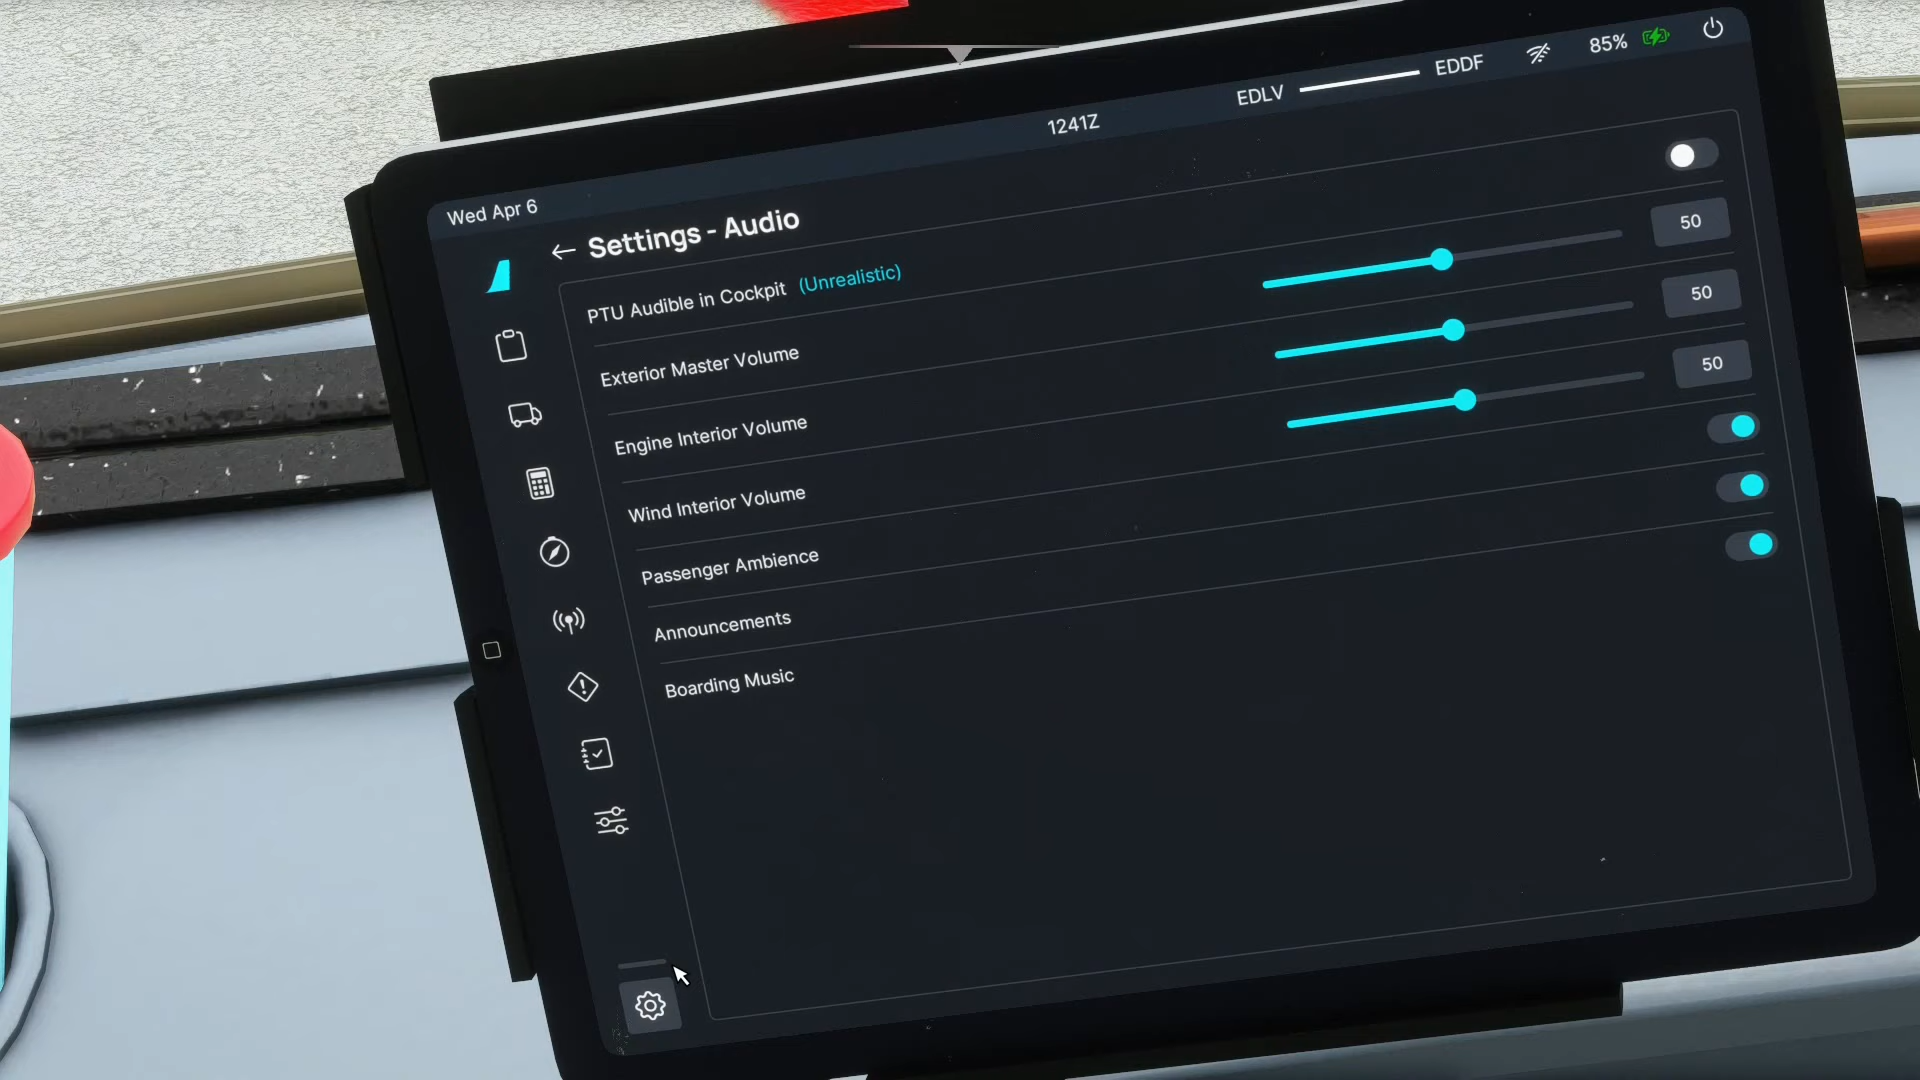 Wed Apr 6
1241Z
EDLV
EDDF
85%
Settings - Audio
PTU Audible in Cockpit (Unrealistic)
Exterior Master Volume
50
Engine Interior Volume
50
Wind Interior Volume
50
Passenger Ambience
Announcements
Boarding Music